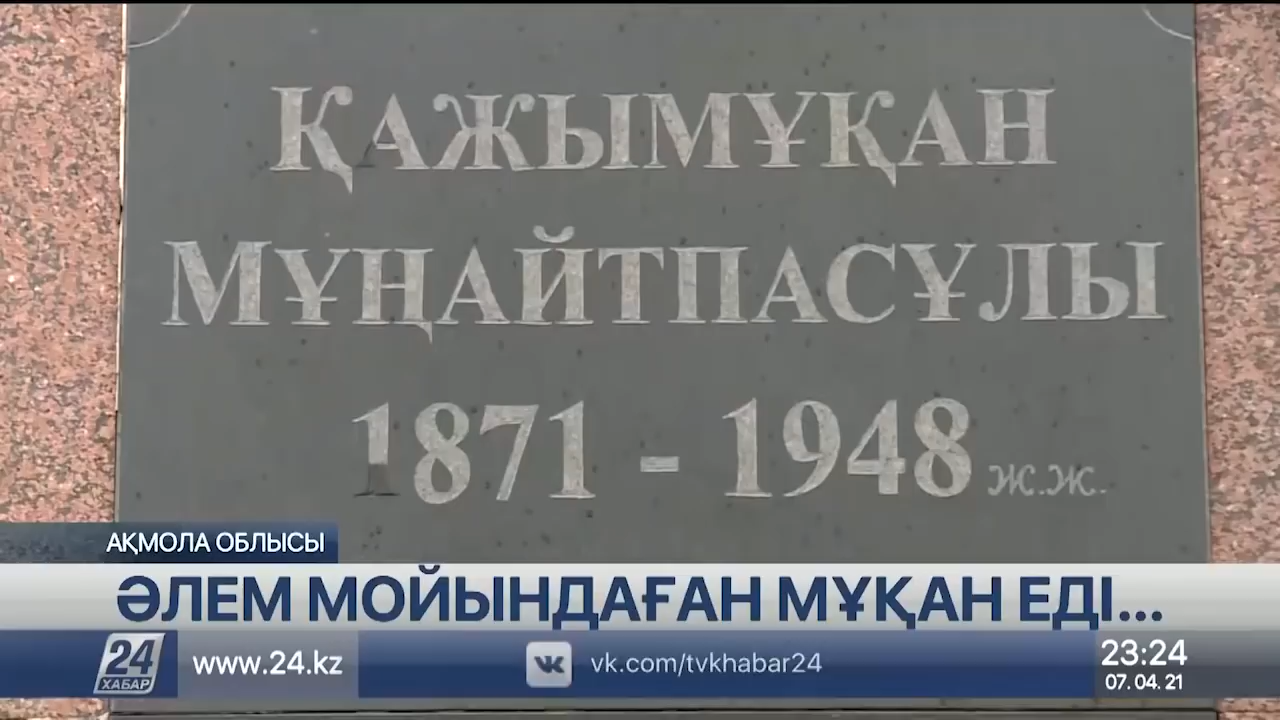 ҚАЖЫМҰҚАН
МҰҢАЙТПАСҰЛЫ
1871 - 1948 ж.ж.
АҚМОЛА ОБЛЫСЫ
ӘЛЕМ МОЙЫНДАҒАН МҰҚАН ЕДІ...
24
ХАБАР
www.24.kz
vk.com/tvkhabar24
23:24
07. 04. 21